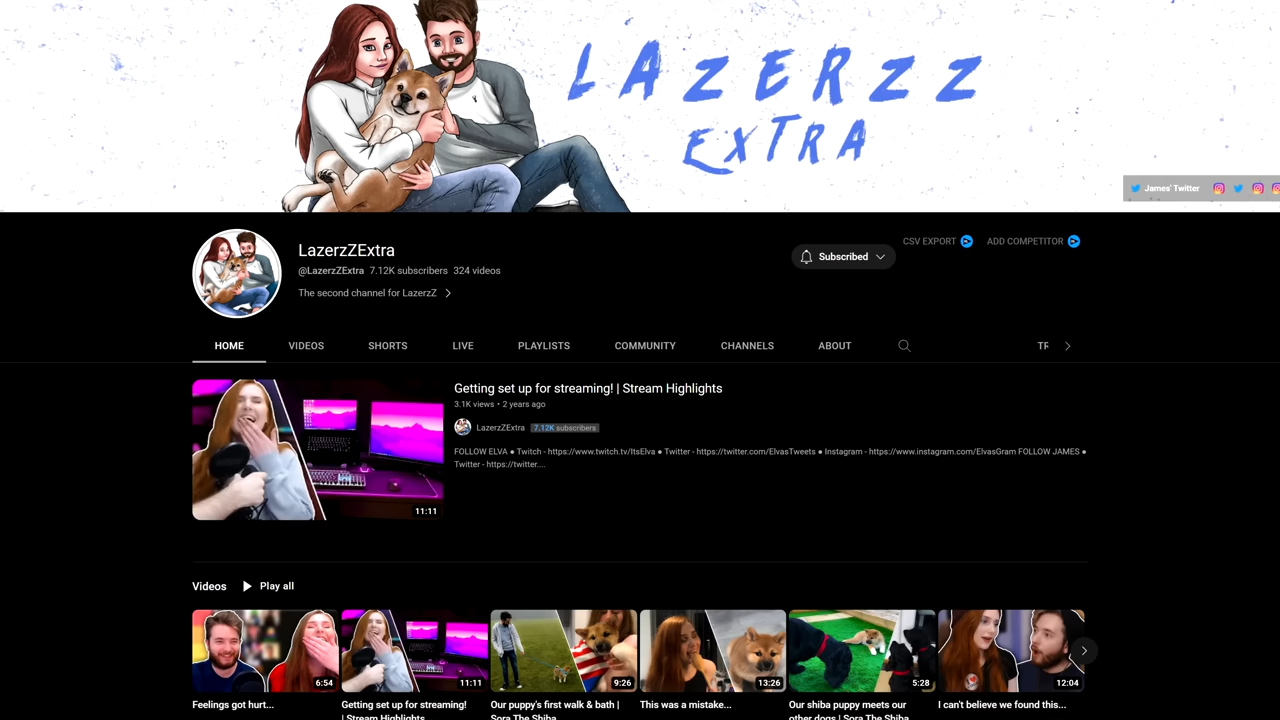 LAZERZZ
EXTRA
James' Twitter
LazerzZExtra
@LazerzZExtra 7.12K subscribers 324 videos
The second channel for LazerzZ
Subscribed
CSV EXPORT
ADD COMPETITOR
HOME VIDEOS SHORTS LIVE PLAYLISTS COMMUNITY CHANNELS ABOUT
11:11
Getting set up for streaming! | Stream Highlights
3.1K views • 2 years ago
LazerzZExtra 7.12K subscribers
FOLLOW ELVA ● Twitch - https://www.twitch.tv/ItsElva ● Twitter - https://twitter.com/ElvasTweets ● Instagram - https://www.instagram.com/ElvasGram FOLLOW JAMES ●
Twitter - https://twitter....
Videos Play all
6:54
11:11
9:26
13:26
5:28
12:04
Feelings got hurt...
Getting set up for streaming!
| Stream Highlights
Our puppy's first walk & bath |
Sora The Shiba
This was a mistake...
Our shiba puppy meets our
other dogs | Sora The Shiba
I can't believe we found this...